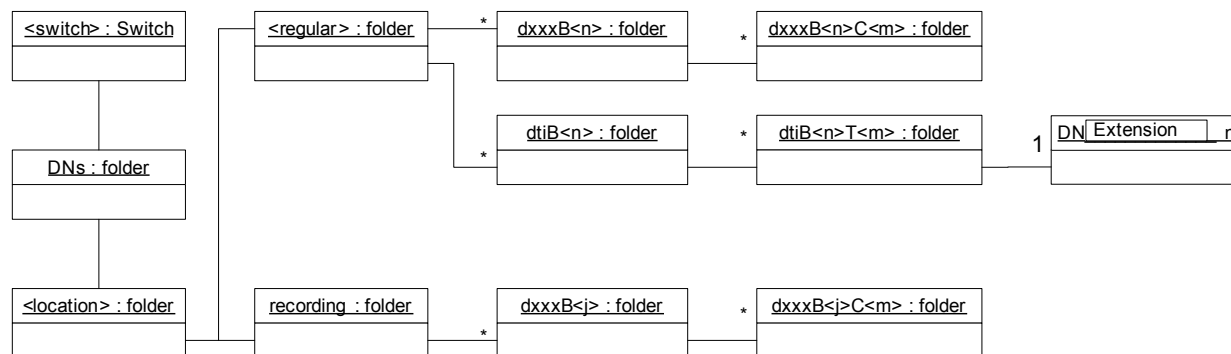 <switch> : Switch
<regular> : folder
*
dxxxB<n> : folder
*
dxxxB<n>C<m> : folder
DNs : folder
*
dtiB<n> : folder
*
dtiB<n>T<m> : folder
1
DN
Extension
<location> : folder
recording : folder
*
dxxxB<j> : folder
*
dxxxB<j>C<m> : folder